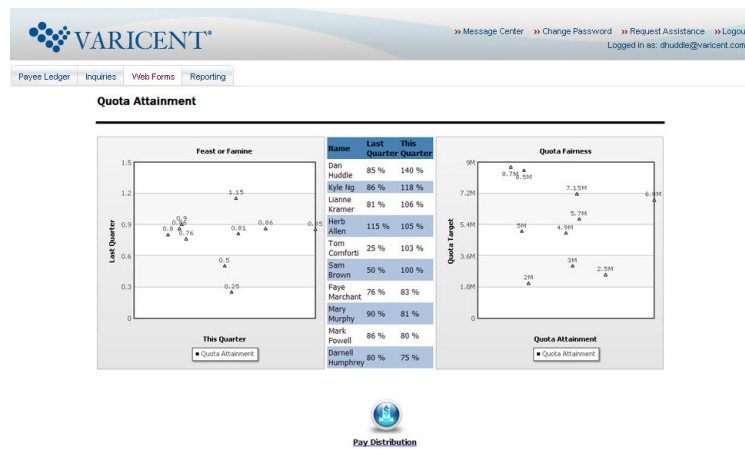 VARICENT®
›› Message Center ›› Change Password ›› Request Assistance ›› Logou
Logged in as: dhuddle@varicent.com
Payee Ledger Inquiries Web Forms Reporting
Quota Attainment
Feast or Famine
1.5
1.2
0.9
0.6
0.3
0
Last Quarter
1.15
0.9
0.86
0.8
0.76
0.81
0.86
0.85
0.5
0.25
This Quarter
Quota Attainment
Name Last Quarter This Quarter
Dan Huddle 85 % 140 %
Kyle Ng 86 % 118 %
Lianne Kramer 81 % 106 %
Herb Allen 115 % 105 %
Tom Comforti 25 % 103 %
Sam Brown 50 % 100 %
Faye Marchant 76 % 83 %
Mary Murphy 90 % 81 %
Mark Powell 86 % 80 %
Darnell Humphrey 80 % 75 %
Quota Fairness
9M
7.2M
5.4M
3.6M
1.8M
0
Quota Target
8.7M
8.5M
7.15M
5.7M
5M
4.9M
3M
2.5M
2M
Quota Attainment
Quota Attainment
Pay Distribution